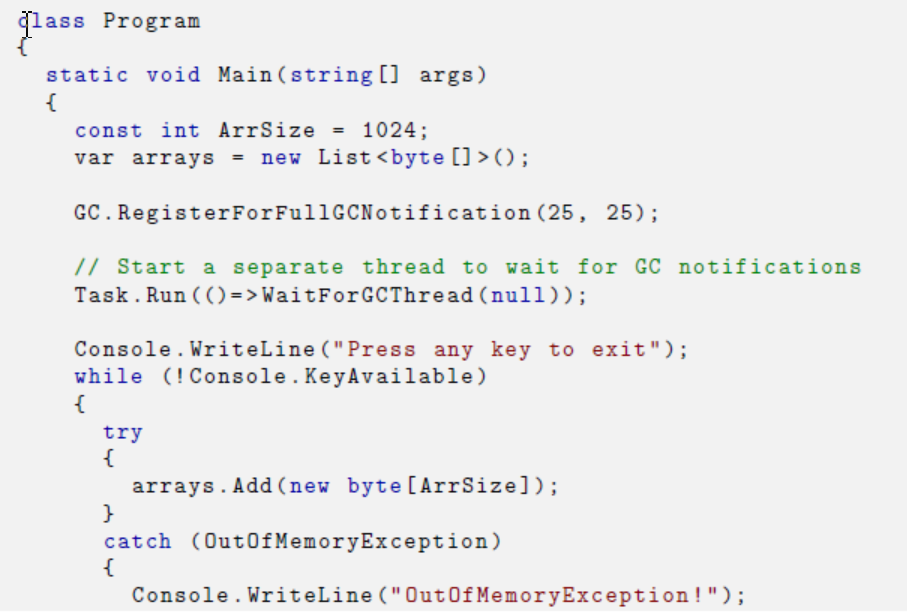 class Program
{
static void Main(string[] args)
{
const int ArrSize = 1024;
var arrays = new List<byte[]>();
GC.RegisterForFullGCNotification(25, 25);
// Start a separate thread to wait for GC notifications
Task.Run(()=>WaitForGCThread(null));
Console.WriteLine("Press any key to exit");
while (!Console.KeyAvailable)
{
try
{
arrays.Add(new byte[ArrSize]);
}
catch (OutOfMemoryException)
{
Console.WriteLine("OutOfMemoryException!");